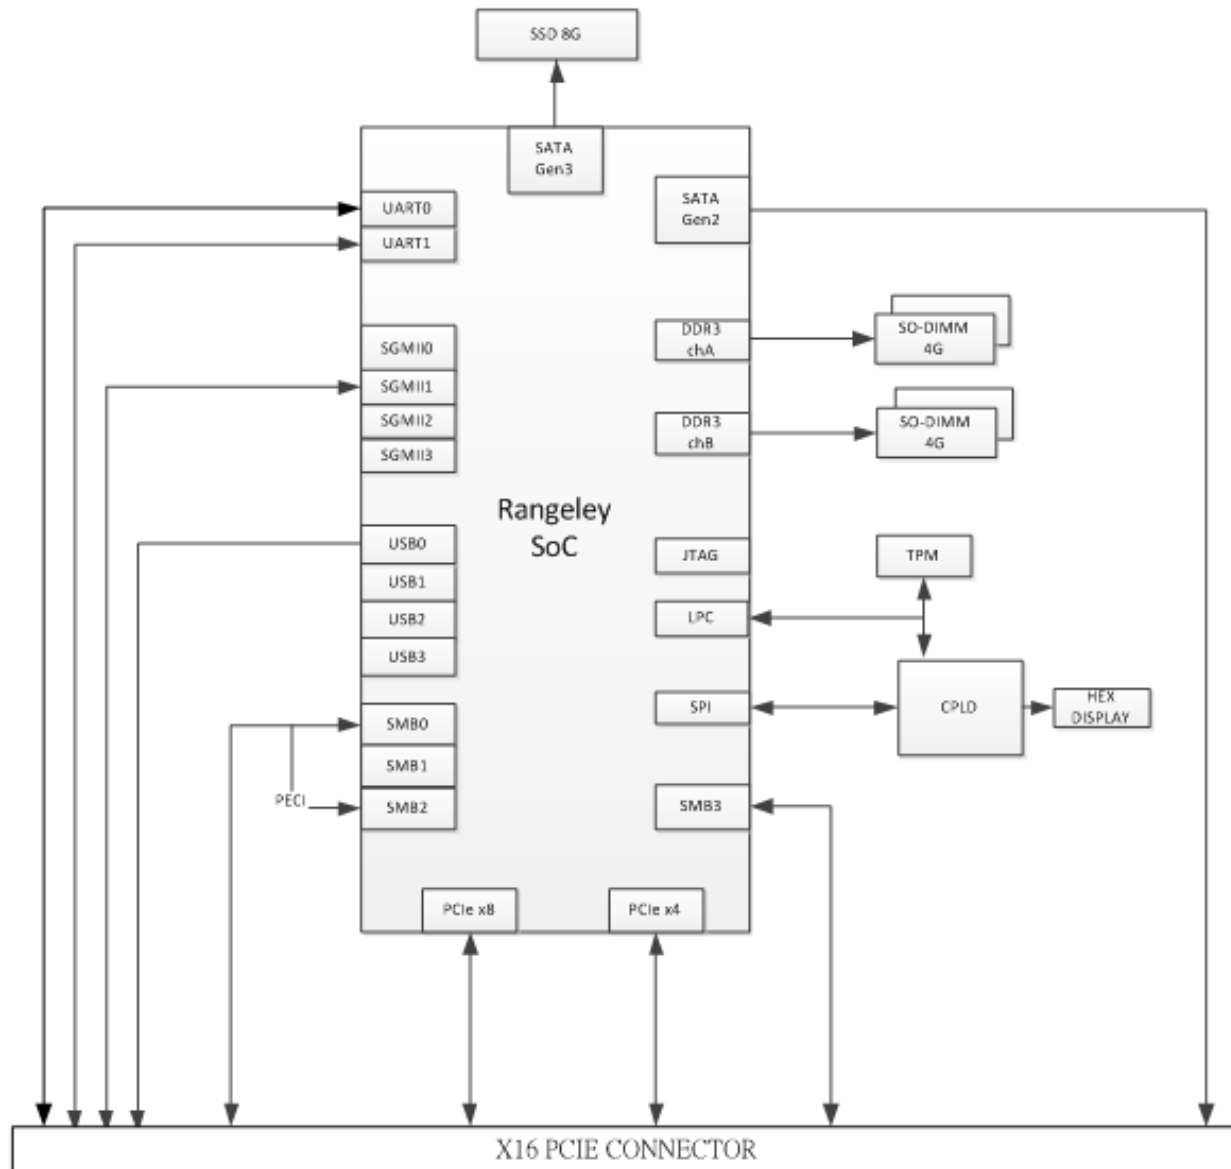 SSD 8G
SATA
Gen3
SATA
Gen2
UART0
UART1
SGMII0
SGMII1
SGMII2
SGMII3
DDR3
chA
SO-DIMM
4G
DDR3
chB
SO-DIMM
4G
Rangeley
SoC
USB0
USB1
USB2
USB3
JTAG
TPM
LPC
SPI
CPLD
HEX
DISPLAY
SMB0
SMB1
PECI
SMB2
SMB3
PCIe x8
PCIe x4
X16 PCIE CONNECTOR